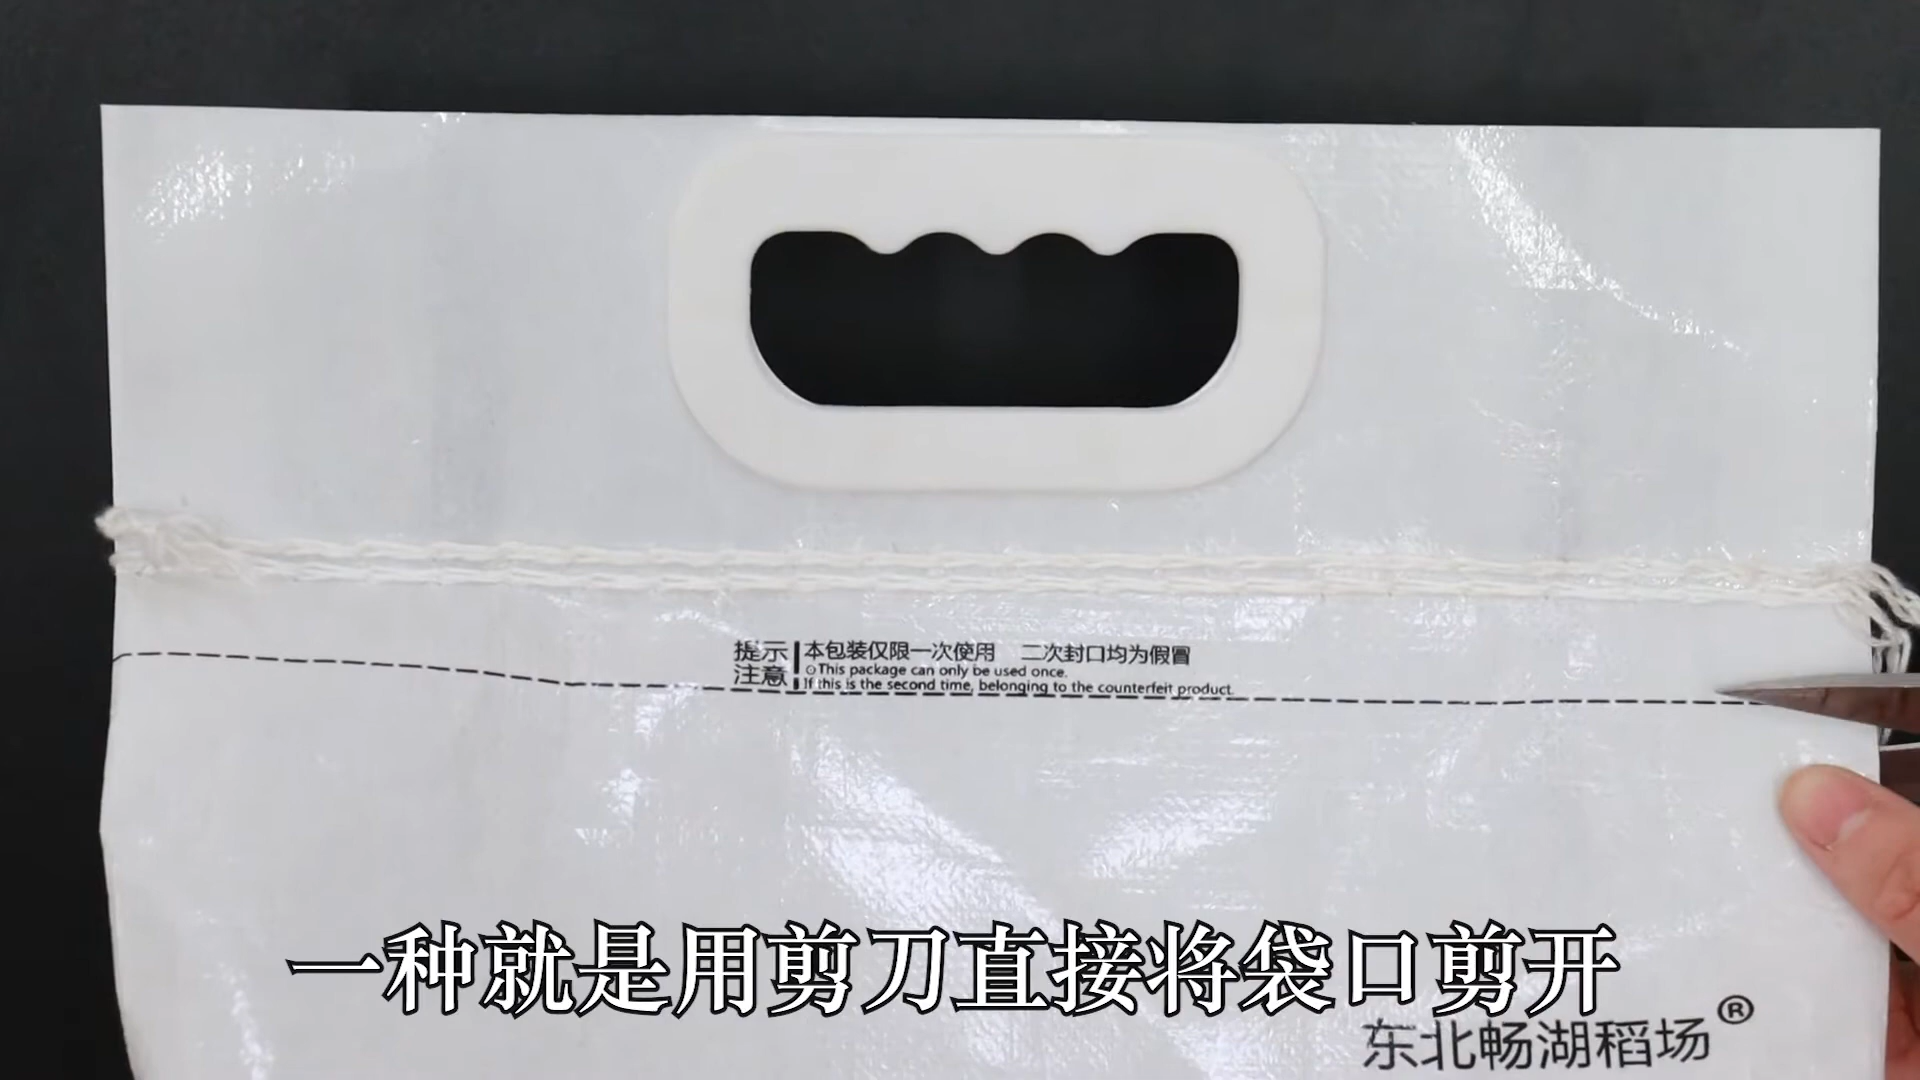 提示 本包装仅限一次使用 二次封口均为假冒
注意 This package can only be used once.
If this is the second time, belonging to the counterfeit product.
一种就是用剪刀直接将袋口剪开
东北畅湖稻场®